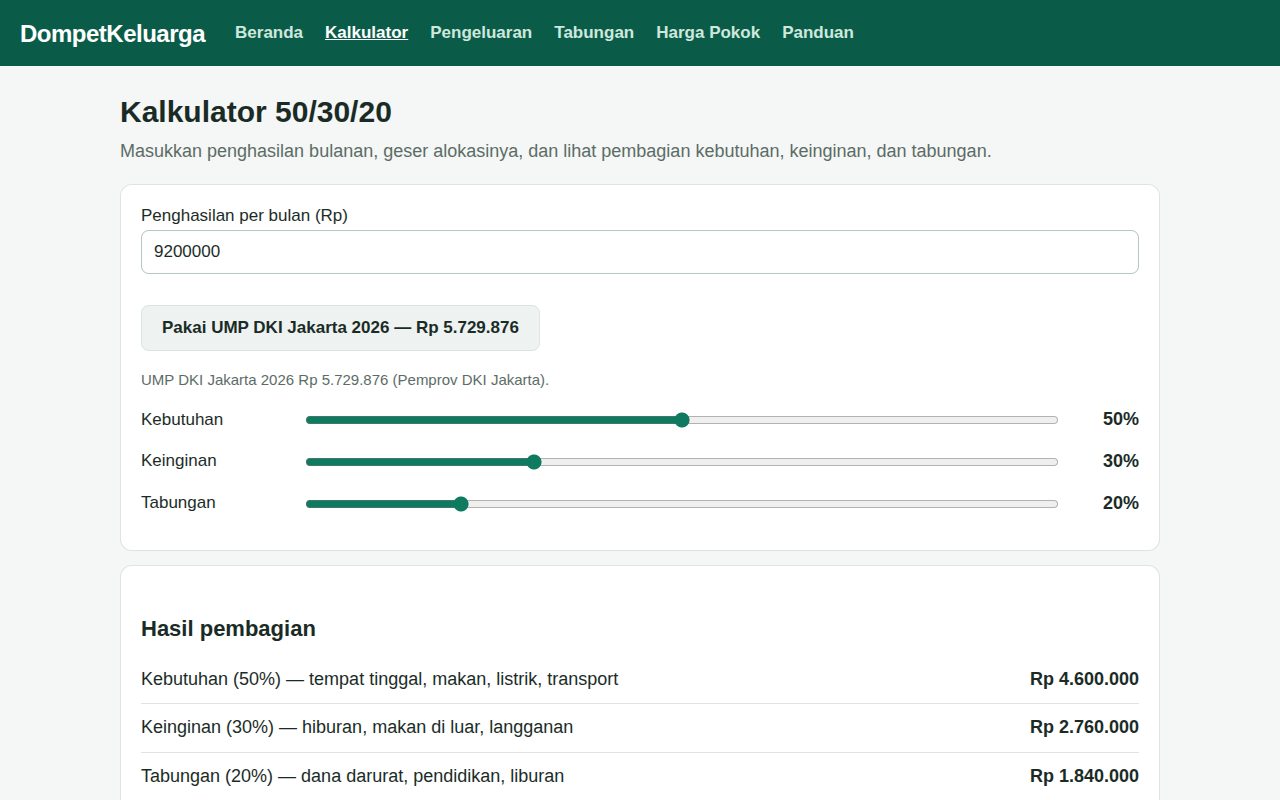 DompetKeluarga Beranda Kalkulator Pengeluaran Tabungan Harga Pokok Panduan
Kalkulator 50/30/20
Masukkan penghasilan bulanan, geser alokasinya, dan lihat pembagian kebutuhan, keinginan, dan tabungan.
Penghasilan per bulan (Rp)
9200000
Pakai UMP DKI Jakarta 2026 — Rp 5.729.876
UMP DKI Jakarta 2026 Rp 5.729.876 (Pemprov DKI Jakarta).
Kebutuhan 50%
Keinginan 30%
Tabungan 20%
Hasil pembagian
Kebutuhan (50%) — tempat tinggal, makan, listrik, transport Rp 4.600.000
Keinginan (30%) — hiburan, makan di luar, langganan Rp 2.760.000
Tabungan (20%) — dana darurat, pendidikan, liburan Rp 1.840.000